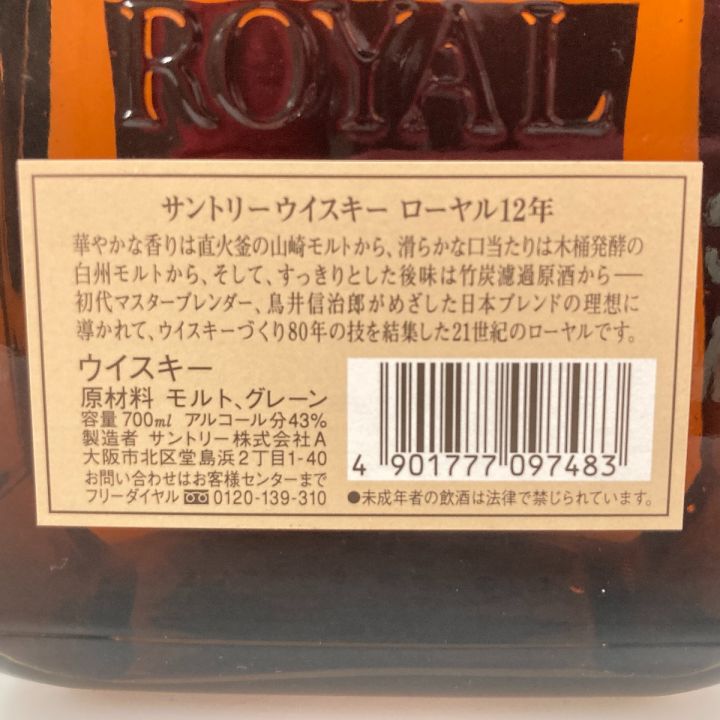 ROYAL
サントリーウイスキー ローヤル12年
華やかな香りは直火釜の山崎モルトから、滑らかな口当たりは木桶発酵の
白州モルトから、そして、すっきりとした後味は竹炭濾過原酒から——
初代マスターブレンダー、鳥井信治郎がめざした日本ブレンドの理想に
導かれて、ウイスキーづくり80年の技を結集した21世紀のローヤルです。
ウイスキー
原材料 モルト、グレーン
容量700ml アルコール分43%
製造者 サントリー株式会社A
大阪市北区堂島浜2丁目1-40
お問い合わせはお客様センターまで
フリーダイヤル 0120-139-310
4 901777 097483
●未成年者の飲酒は法律で禁じられています。